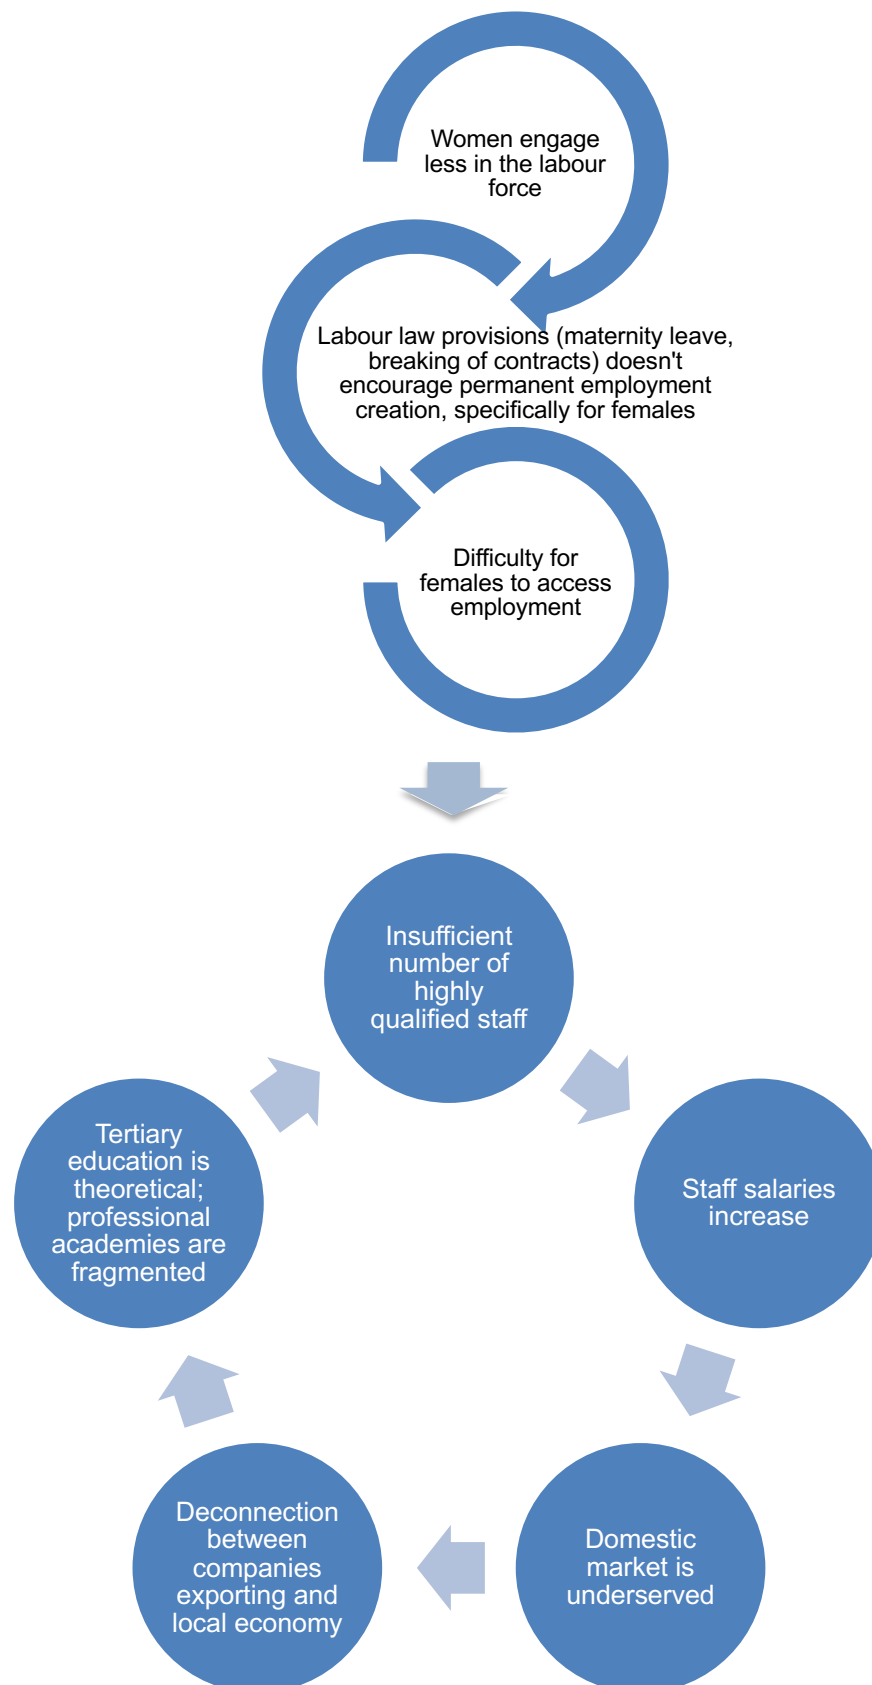 Women engage
less in the labour
force
Labour law provisions (maternity leave,
breaking of contracts) doesn't
encourage permanent employment
creation, specifically for females
Difficulty for
females to access
employment
Insufficient
number of
highly
qualified staff
Staff salaries
increase
Domestic
market is
underserved
Deconnection
between
companies
exporting and
local economy
Tertiary
education is
theoretical;
professional
academies are
fragmented